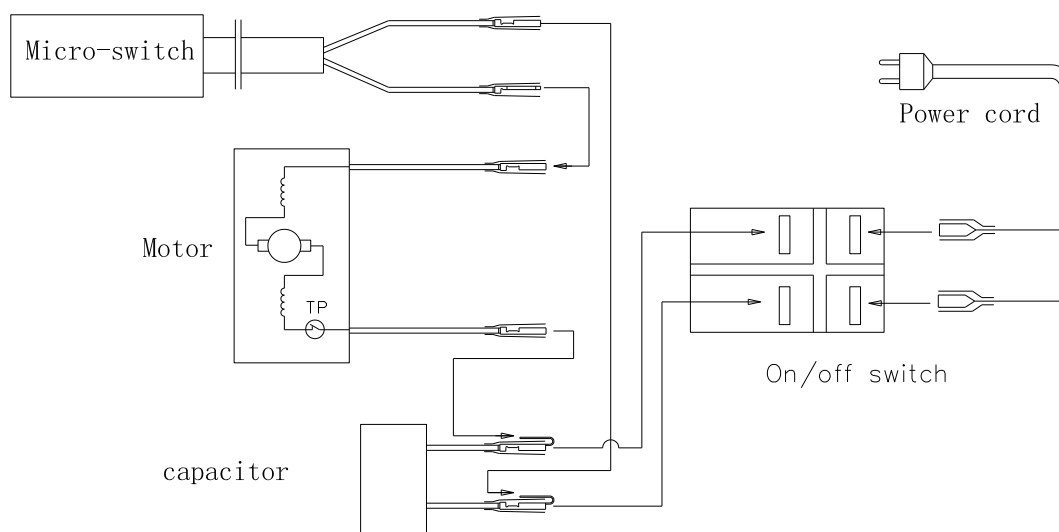 Micro-switch
Power cord
Motor
TP
On/off switch
capacitor